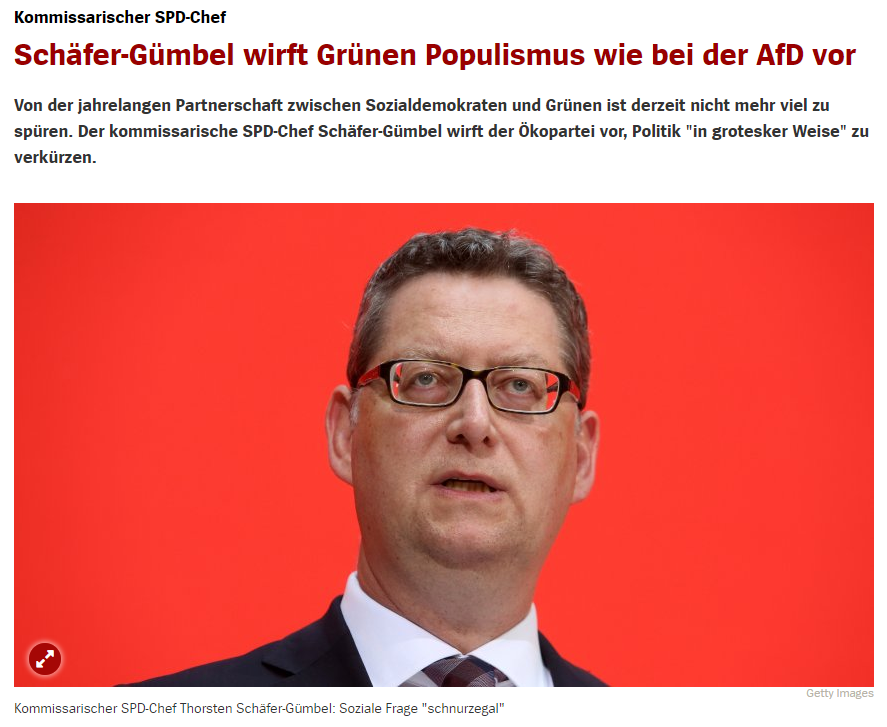 Kommissarischer SPD-Chef
Schäfer-Gümbel wirft Grünen Populismus wie bei der AfD vor
Von der jahrelangen Partnerschaft zwischen Sozialdemokraten und Grünen ist derzeit nicht mehr viel zu
spüren. Der kommissarische SPD-Chef Schäfer-Gümbel wirft der Ökopartei vor, Politik "in grotesker Weise" zu
verkürzen.
Getty Images
Kommissarischer SPD-Chef Thorsten Schäfer-Gümbel: Soziale Frage "schnurzegal"